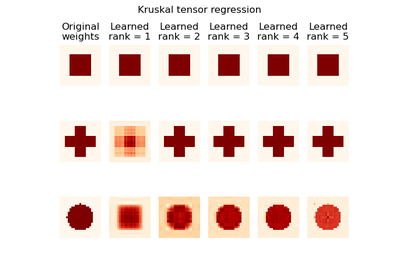 Kruskal tensor regression
Original weights
Learned rank = 1
Learned rank = 2
Learned rank = 3
Learned rank = 4
Learned rank = 5